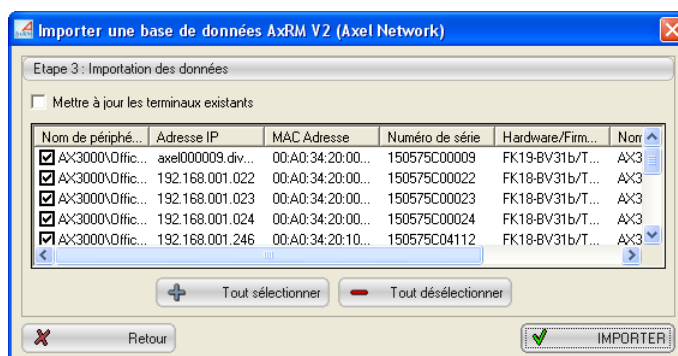 AxRM Importer une base de données AxRM V2 (Axel Network)
Etape 3 : Importation des données
Mettre à jour les terminaux existants
Nom de périphé... Adresse IP MAC Adresse Numéro de série Hardware/Firm... Nom
AX3000\Offic... axel000009.div... 00:A0:34:20:00... 150575C00009 FK19-BV31b/T... AX3
AX3000\Offic... 192.168.001.022 00:A0:34:20:00... 150575C00022 FK18-BV31b/T... AX3
AX3000\Offic... 192.168.001.023 00:A0:34:20:00... 150575C00023 FK18-BV31b/T... AX3
AX3000\Offic... 192.168.001.024 00:A0:34:20:00... 150575C00024 FK18-BV31b/T... AX3
AX3000\Offic... 192.168.001.246 00:A0:34:20:10... 150575C04112 FK18-BV31b/T... AX3
Tout sélectionner Tout désélectionner
Retour IMPORTER